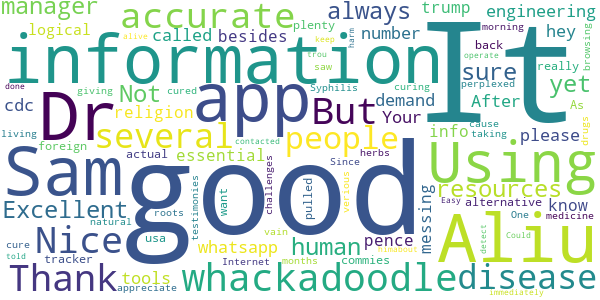 manager
accurate
always
trump
engineering
logical
called
besides
number
hey
plenty
back
morning
browsing
information
It
saw
really
operate
perplexed
cdc
Dr
app
But
sure
yet
Not
demand
Your
After
As
cause
taking
several
people
info
please
religion
foreign
actual
essential
Since
herbs
Syphilis
cured
curing
alive
keep
trou
harm
living
done
giving
contacted
Sam
good
Using
drugs
resources
Excellent
testimonies
want
challenges
pulled
verious
human
messing
know
alternative
Easy
One
medicine
roots
vain
himabout
Nice
natural
whatsapp
pence
Aliu
detect
Could
usa
Internet
commies
cure
told
tracker
tools
months
appreciate
Thank
whackadoodle
disease
immediately